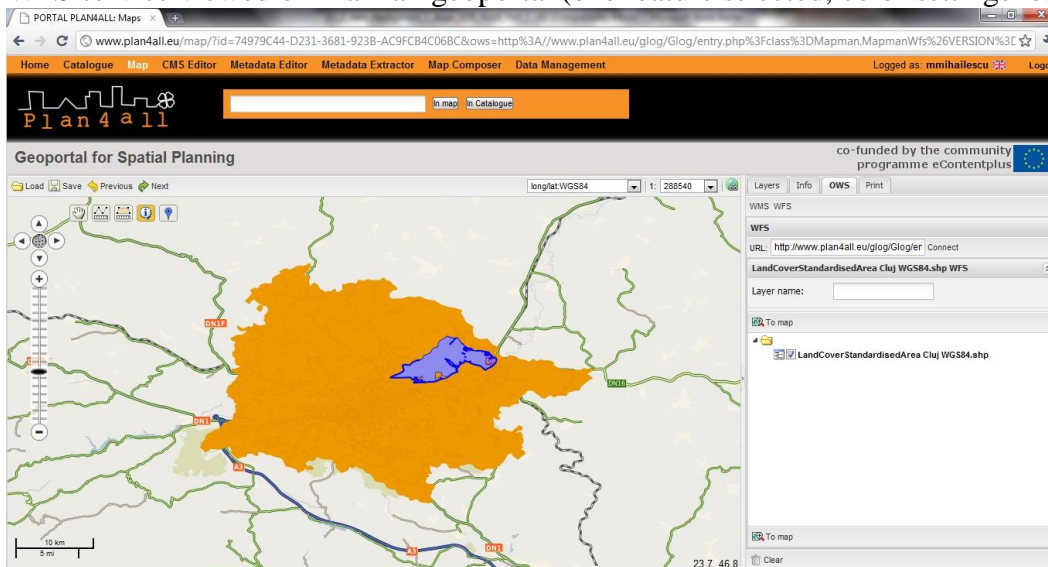 PORTAL PLAN4ALL: Maps
www.plan4all.eu/map/?id=74979C44-D231-3681-923B-AC9FCB4C06BC&ows=http%3A//www.plan4all.eu/glog/Glog/entry.php%3Fclass%3DMapman.MapmanWfs%26VERSION%3D
Home Catalogue Map CMS Editor Metadata Editor Metadata Extractor Map Composer Data Management Logged as: mmihailescu
Plan4all
In map In Catalogue
Geoportal for Spatial Planning
co-funded by the community
programme eContentplus
Load Save Previous Next long/lat:WGS84 1: 288540
Layers Info OWS Print
WMS WFS
WFS
URL: http://www.plan4all.eu/glog/Glog/er Connect
LandCoverStandardisedArea Cluj WGS84.shp WFS
Layer name:
To map
LandCoverStandardisedArea Cluj WGS84.shp
DN1F
DN16
DN1
A3
A3
DN1
10 km
5 mi
23.7, 46.8
To map
Clear